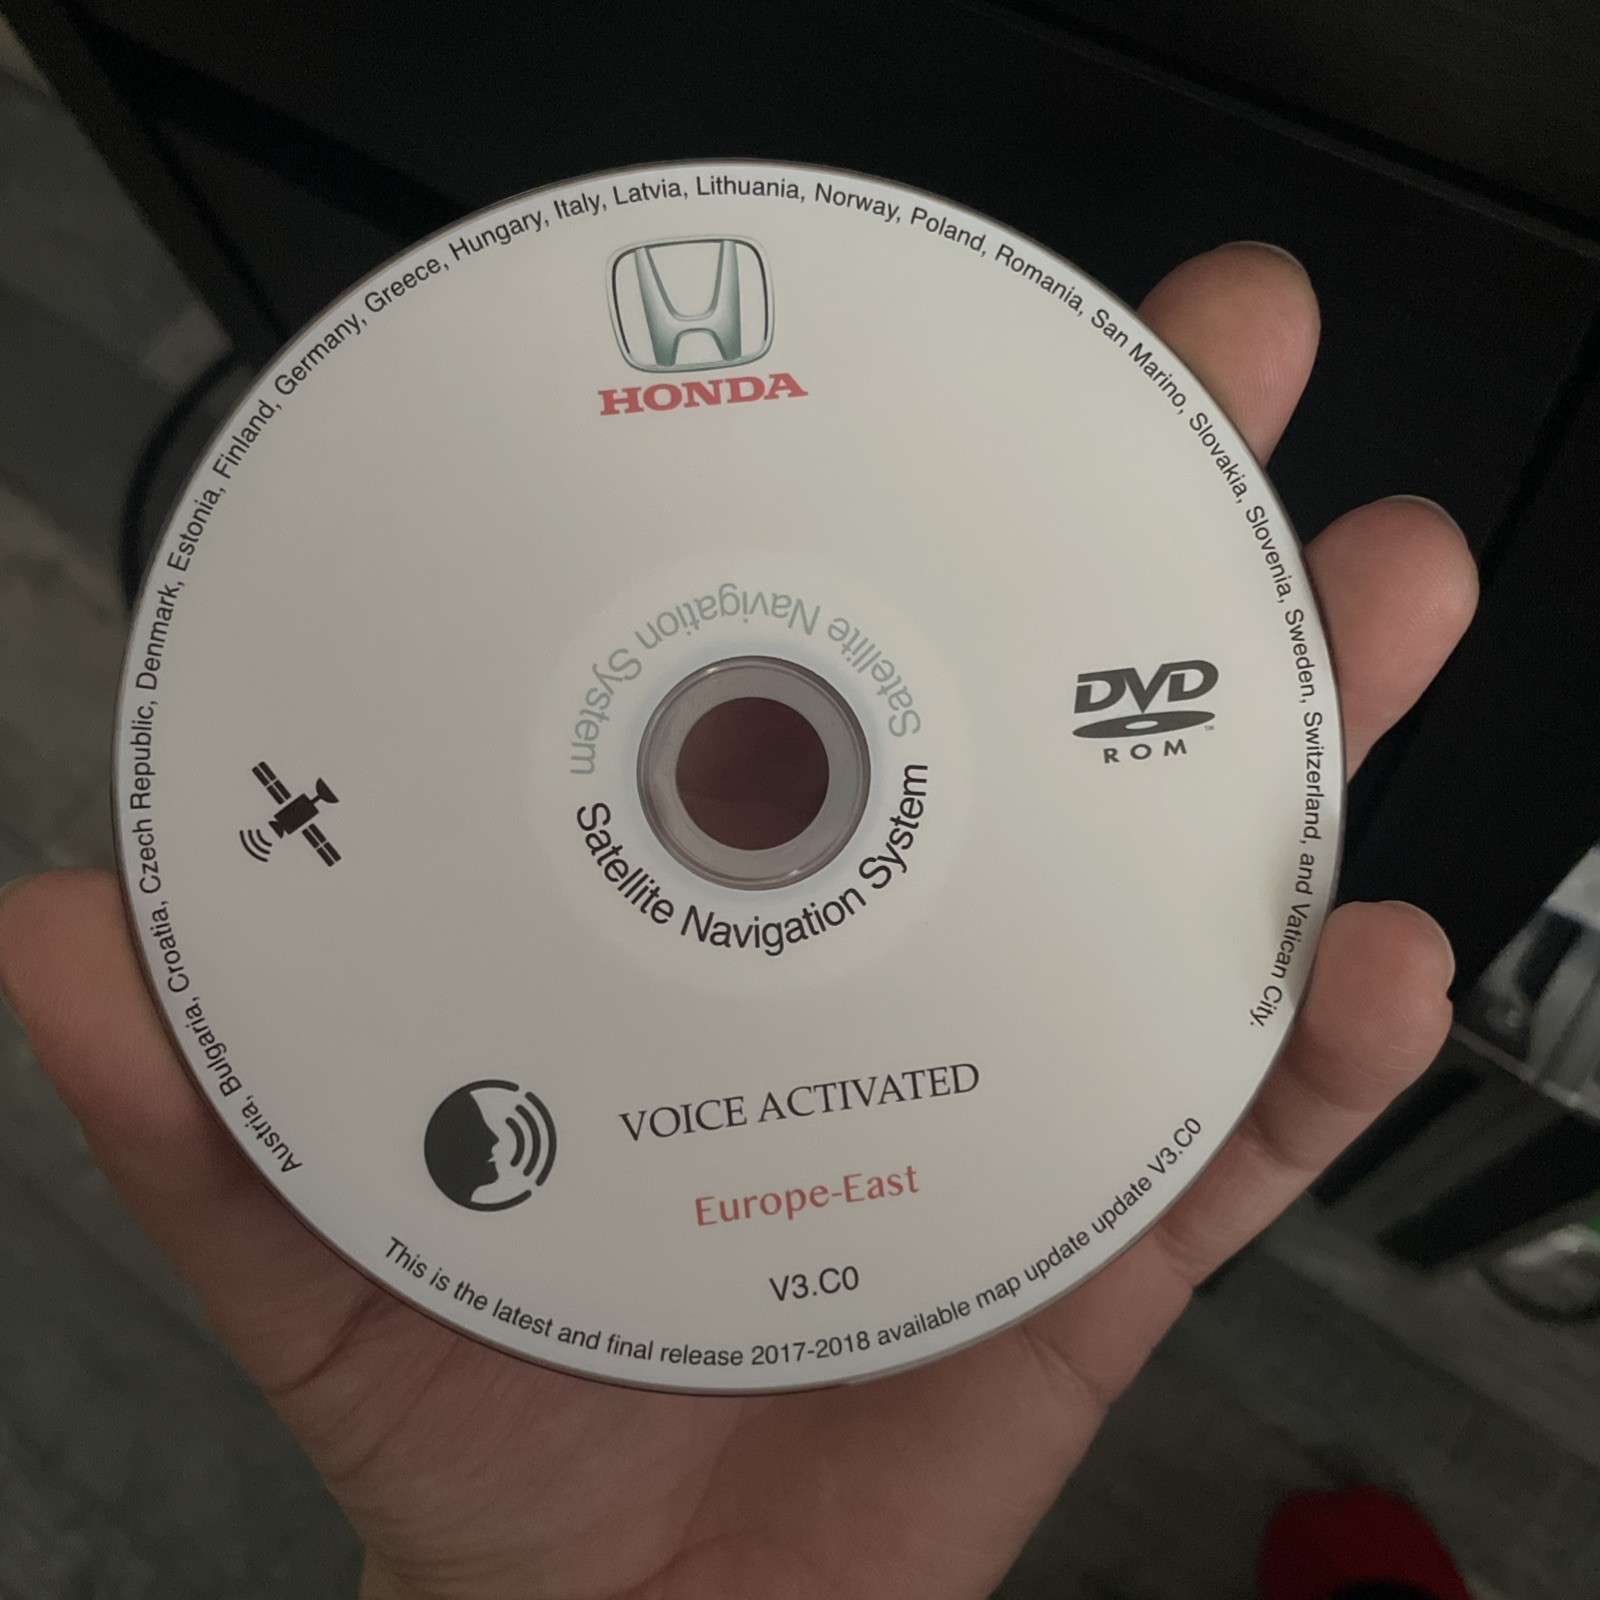 Austria, Bulgaria, Croatia, Czech Republic, Denmark, Estonia, Finland, Germany, Greece, Hungary, Italy, Latvia, Lithuania, Norway, Poland, Romania, San Marino, Slovakia, Slovenia, Sweden, Switzerland, and Vatican City.
HONDA
Satellite Navigation System
DVD
TM
ROM
Satellite Navigation System
VOICE ACTIVATED
Europe-East
V3.C0
This is the latest and final release 2017-2018 available map update update V3.C0